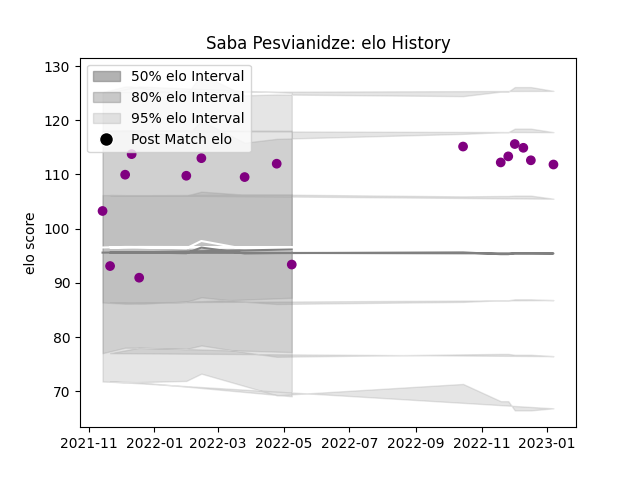 Saba Pesvianidze: elo History
50% elo Interval
80% elo Interval
95% elo Interval
Post Match elo
elo score
130
120
110
100
90
80
70
2021-11 2022-01 2022-03 2022-05 2022-07 2022-09 2022-11 2023-01